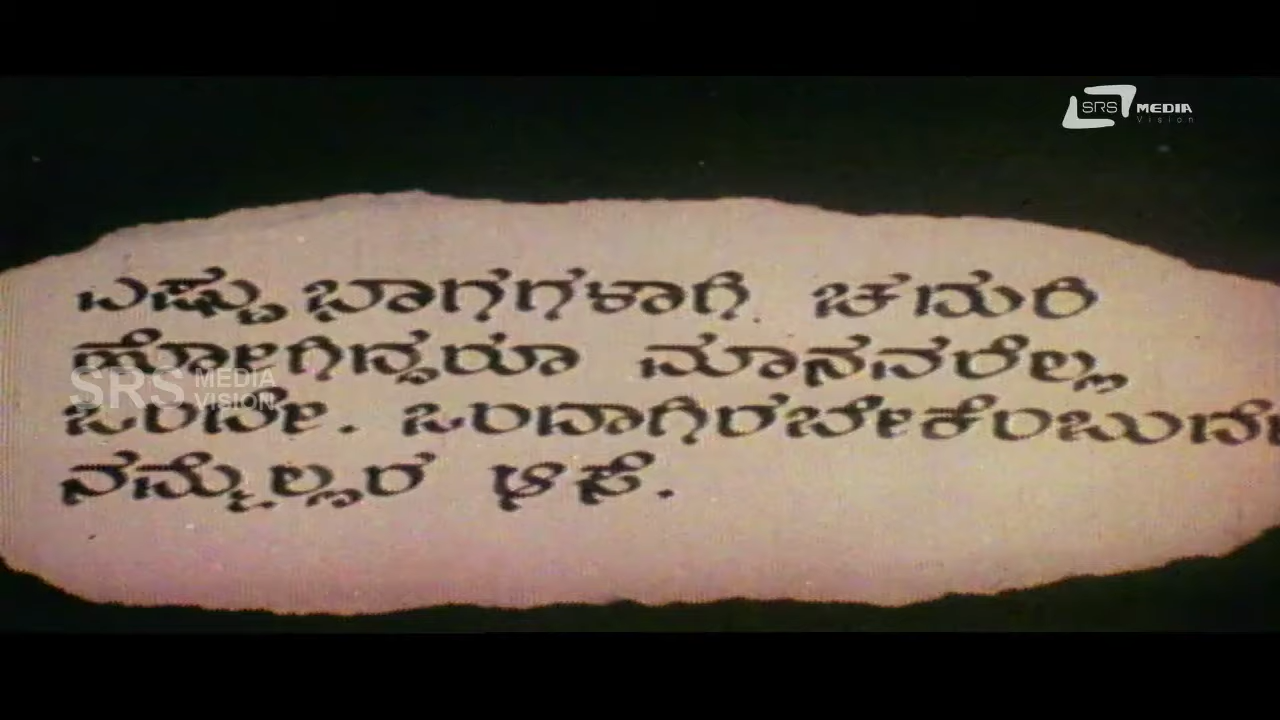 SRS MEDIA
Vision
ಎಷ್ಟು ಭಾಗಗಳಾಗಿ ಚದುರಿ
ಹೋಗಿದ್ದರೂ ಮಾನವರೆಲ್ಲ
SRS MEDIA VISION
ಒಂದೇ. ಒಂದಾಗಿರಬೇಕೆಂಬುದೇ
ನಮ್ಮೆಲ್ಲರ ಆಸೆ.